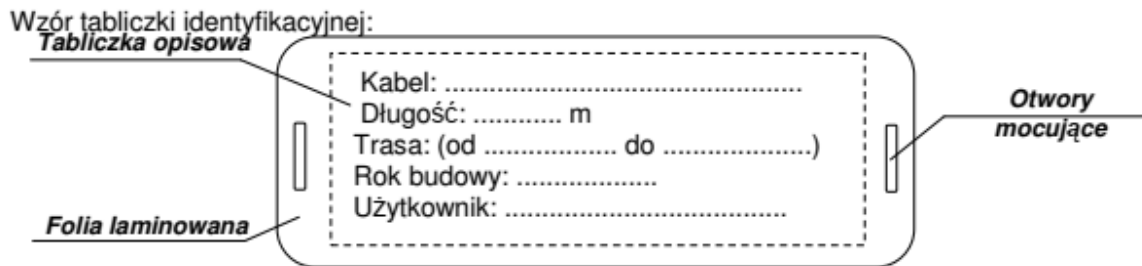 Wzór tabliczki identyfikacyjnej:
Tabliczka opisowa
Kabel: .................................................
Długość: ............ m
Trasa: (od .................. do ....................)
Rok budowy: ...................
Użytkownik: ......................................
Otwory
mocujące
Folia laminowana